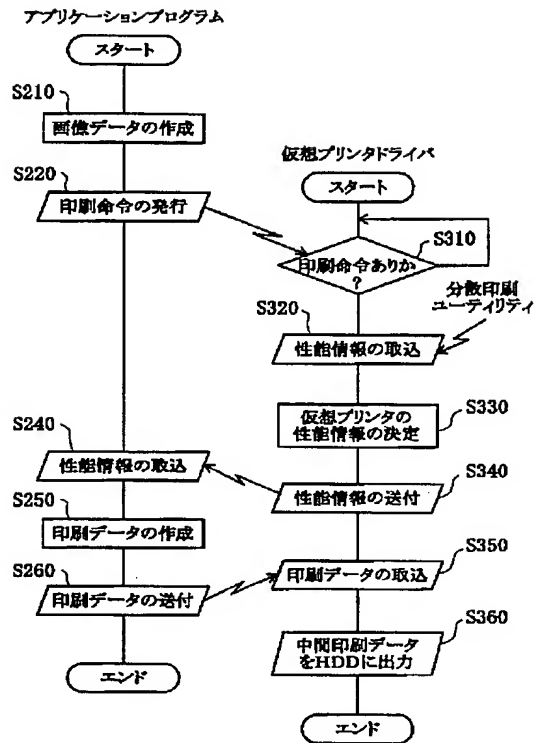 アプリケーションプログラム
スタート
S210
画像データの作成
S220
印刷命令の発行
仮想プリンタドライバ
スタート
S310
印刷命令ありか
?
分散印刷
ユーティリティ
S320
性能情報の取込
S330
仮想プリンタの
性能情報の決定
S240
性能情報の取込
S340
性能情報の送付
S250
印刷データの作成
S350
印刷データの取込
S260
印刷データの送付
S360
中間印刷データ
をHDDに出力
エンド
エンド